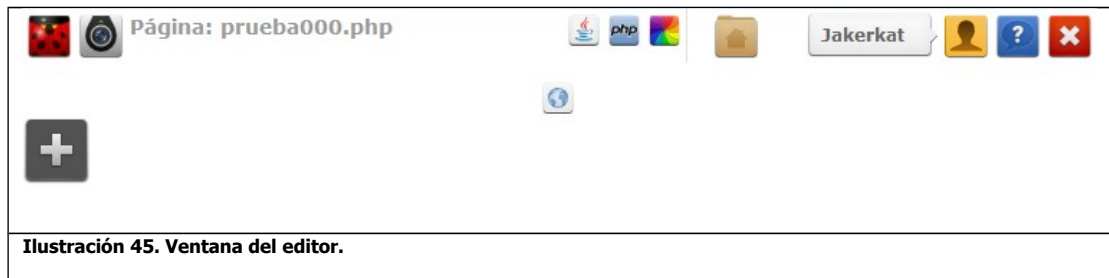 Página: prueba000.php
php
Jakerkat
?
Ilustración 45. Ventana del editor.